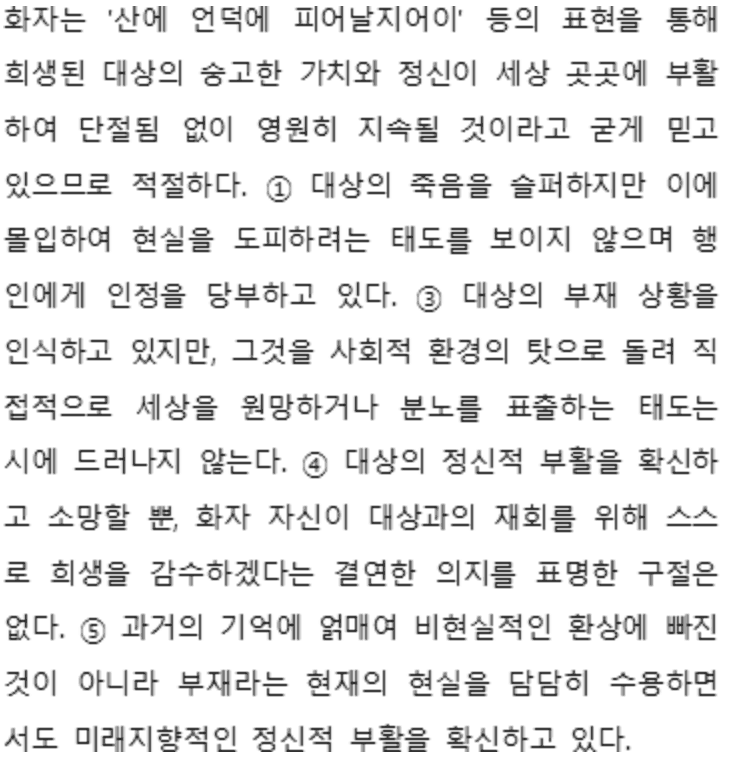 화자는 '산에 언덕에 피어날지어이' 등의 표현을 통해
희생된 대상의 숭고한 가치와 정신이 세상 곳곳에 부활
하여 단절됨 없이 영원히 지속될 것이라고 굳게 믿고
있으므로 적절하다. ① 대상의 죽음을 슬퍼하지만 이에
몰입하여 현실을 도피하려는 태도를 보이지 않으며 행
인에게 인정을 당부하고 있다. ③ 대상의 부재 상황을
인식하고 있지만, 그것을 사회적 환경의 탓으로 돌려 직
접적으로 세상을 원망하거나 분노를 표출하는 태도는
시에 드러나지 않는다. ④ 대상의 정신적 부활을 확신하
고 소망할 뿐, 화자 자신이 대상과의 재회를 위해 스스
로 희생을 감수하겠다는 결연한 의지를 표명한 구절은
없다. ⑤ 과거의 기억에 얽매여 비현실적인 환상에 빠진
것이 아니라 부재라는 현재의 현실을 담담히 수용하면
서도 미래지향적인 정신적 부활을 확신하고 있다.